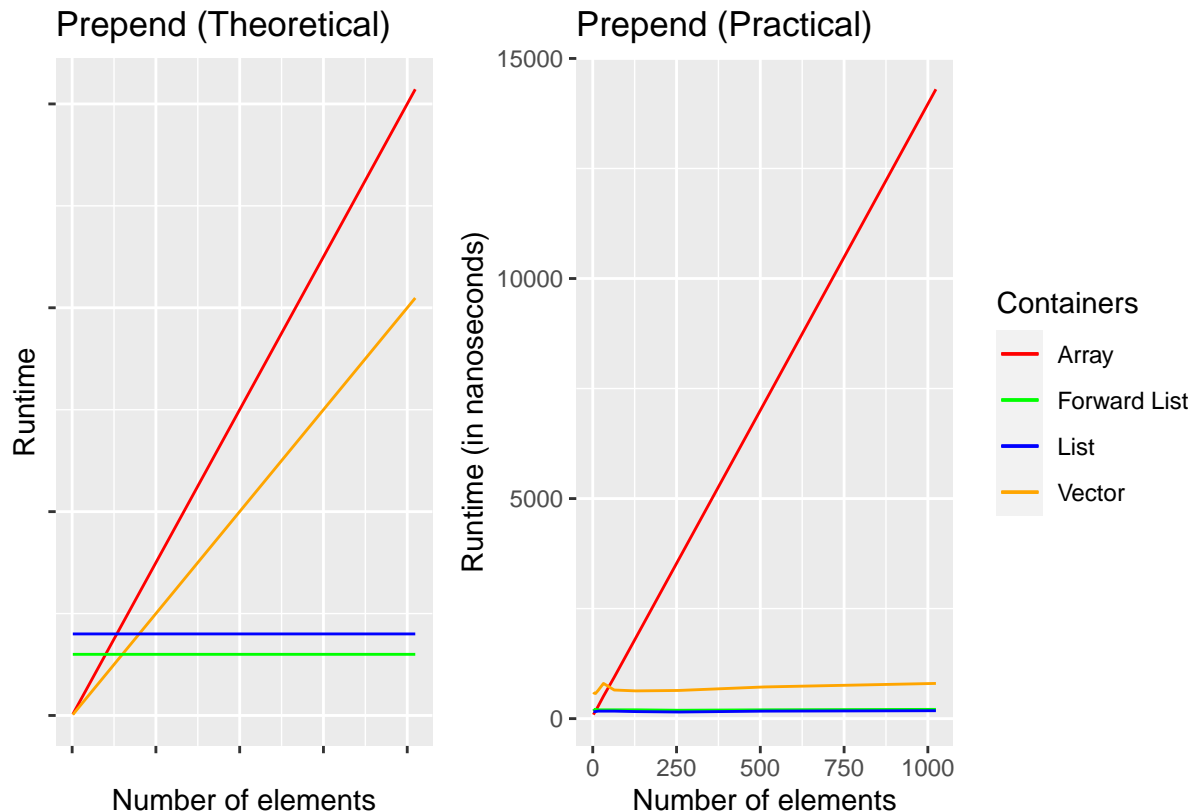 Prepend (Theoretical)
Runtime
Number of elements
Prepend (Practical)
15000
10000
5000
0
Runtime (in nanoseconds)
0 250 500 750 1000
Number of elements
Containers
Array
Forward List
List
Vector